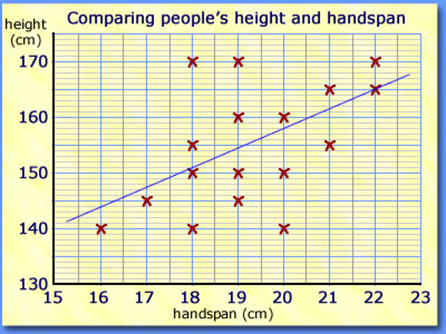 Comparing people's height and handspan
height
(cm)
170
160
150
140
130
15 16 17 18 19 20 21 22 23
handspan (cm)